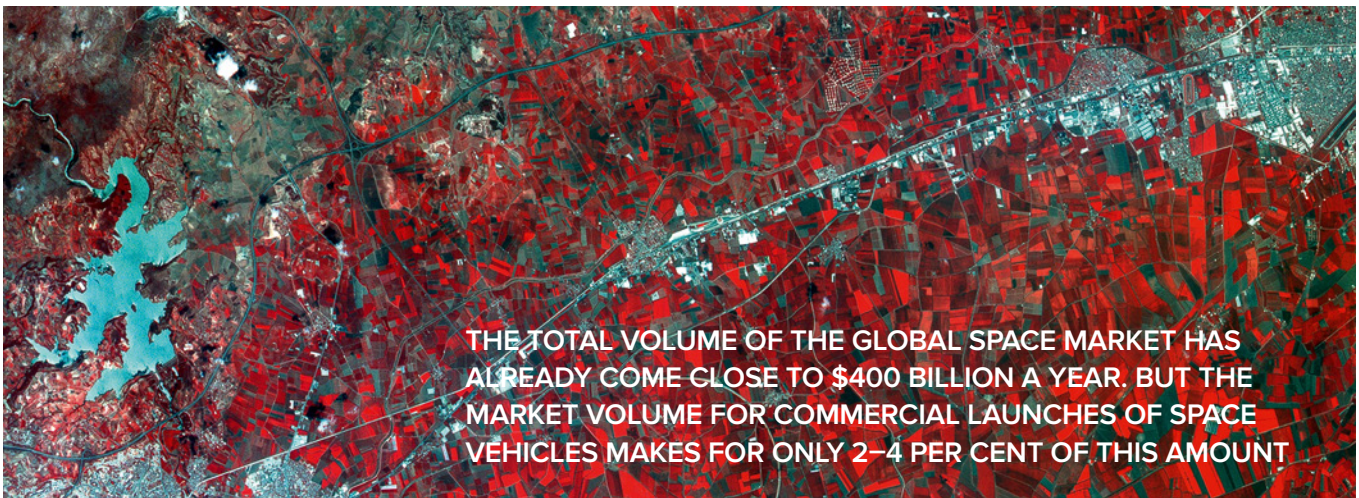 THE TOTAL VOLUME OF THE GLOBAL SPACE MARKET HAS
ALREADY COME CLOSE TO $400 BILLION A YEAR. BUT THE
MARKET VOLUME FOR COMMERCIAL LAUNCHES OF SPACE
VEHICLES MAKES FOR ONLY 2–4 PER CENT OF THIS AMOUNT